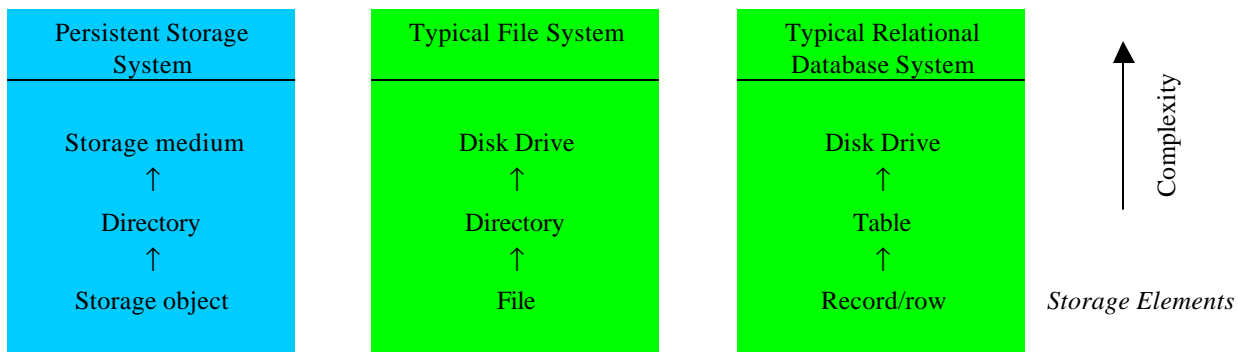 Persistent Storage
System
Storage medium
↑
Directory
↑
Storage object
Typical File System
Disk Drive
↑
Directory
↑
File
Typical Relational
Database System
Disk Drive
↑
Table
↑
Record/row
Complexity
Storage Elements